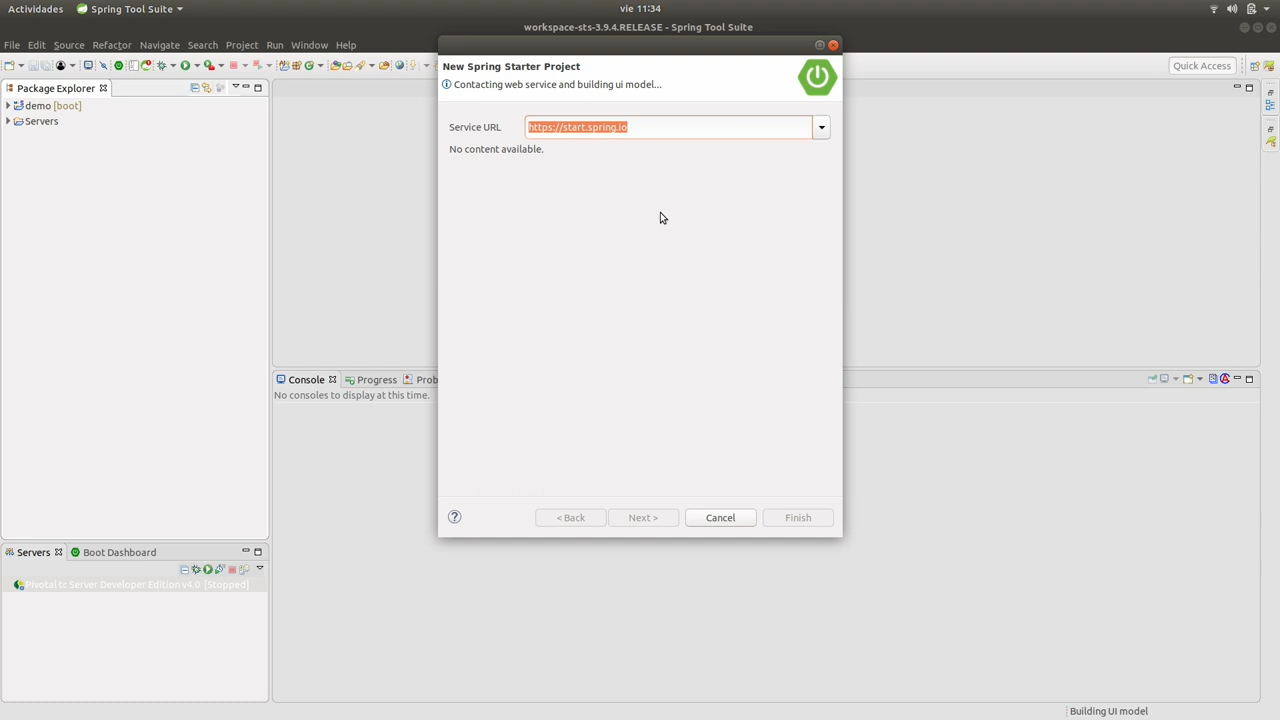 Actividades Spring Tool Suite vie 11:34
workspace-sts-3.9.4.RELEASE - Spring Tool Suite
File Edit Source Refactor Navigate Search Project Run Window Help
Quick Access
Package Explorer
demo [boot]
Servers
New Spring Starter Project
Contacting web service and building ui model...
Service URL https://start.spring.io
No content available.
< Back Next > Cancel Finish
Console Progress Prob
No consoles to display at this time.
Servers Boot Dashboard
Pivotal tc Server Developer Edition v4.0 [Stopped]
Building UI model